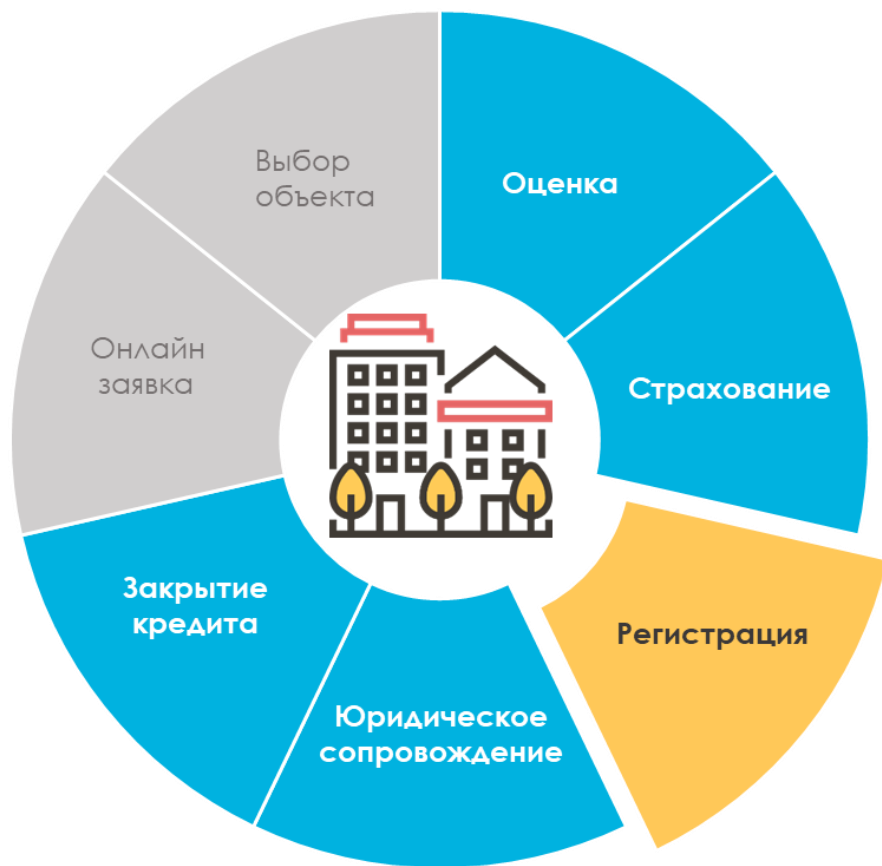 Выбор
объекта
Оценка
Онлайн
заявка
Страхование
Закрытие
кредита
Регистрация
Юридическое
сопровождение